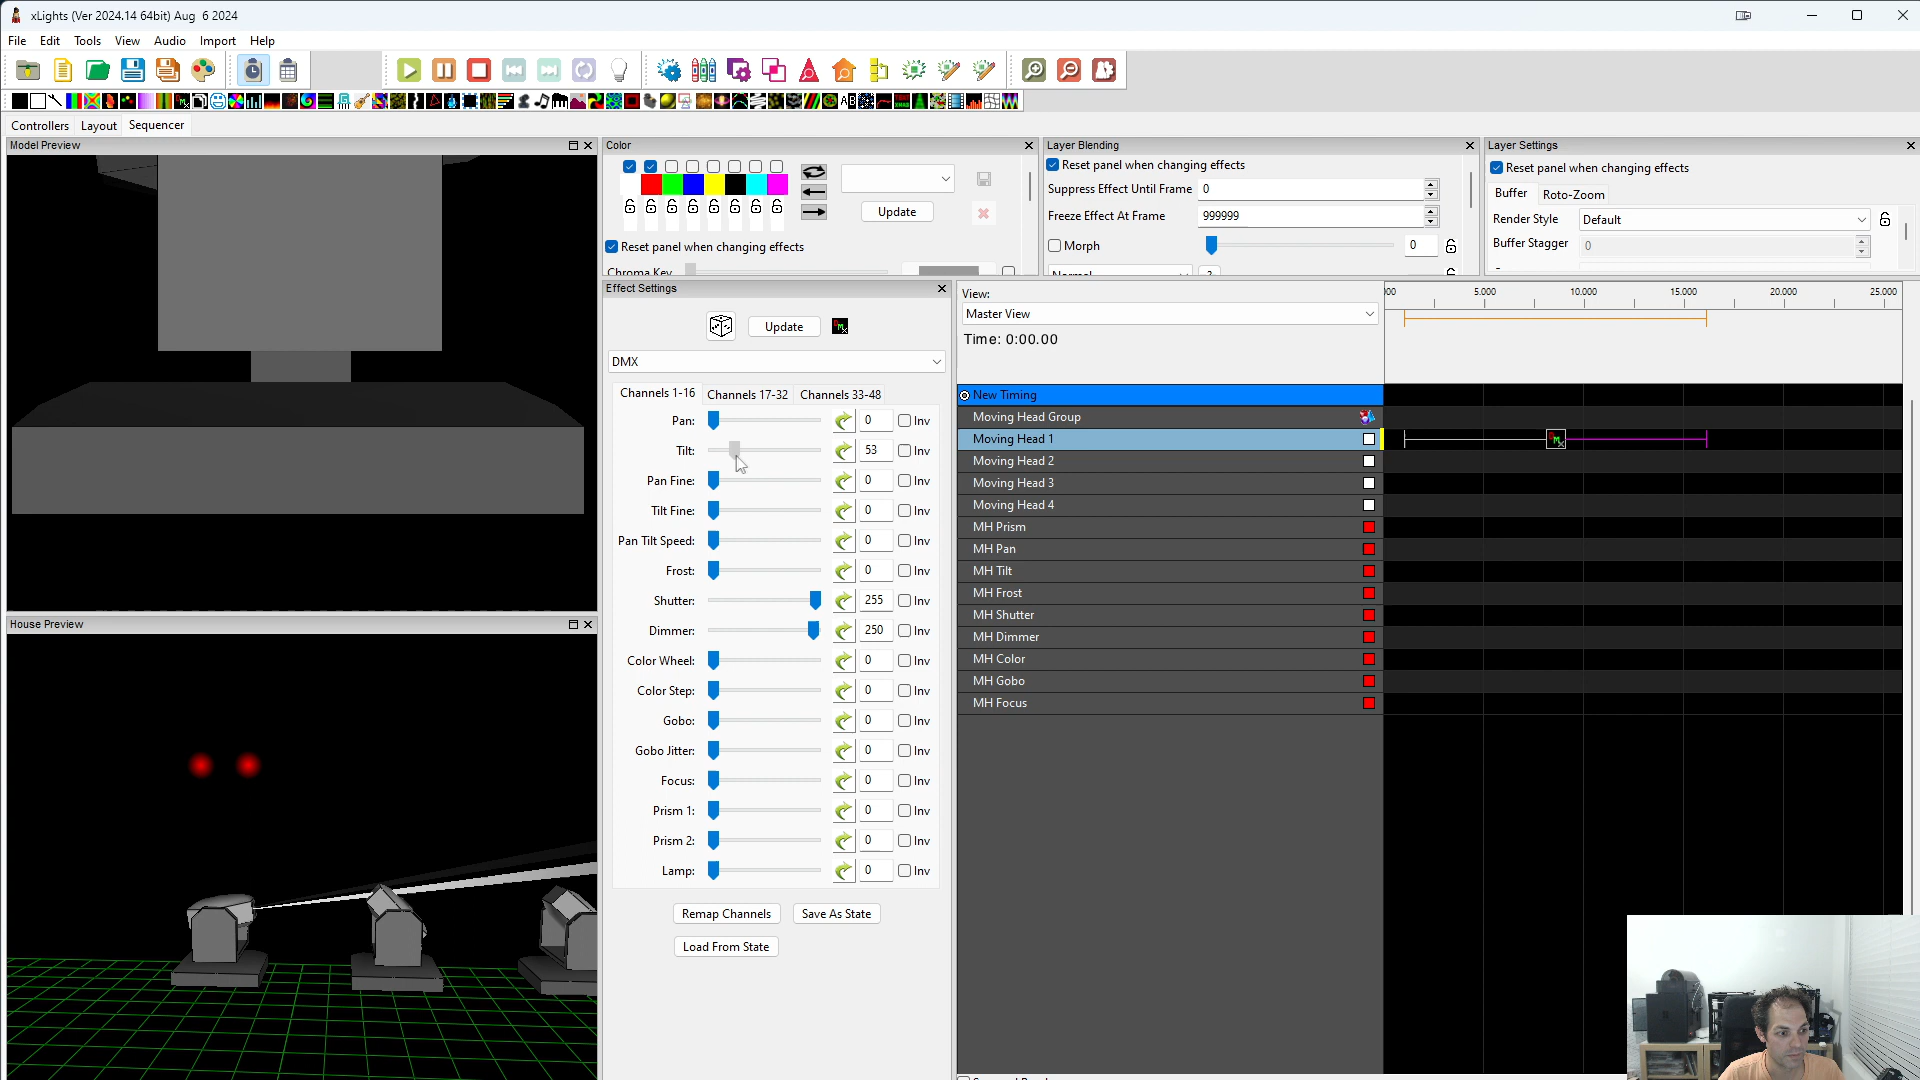 xLights (Ver 2024.14 64bit) Aug 6 2024
File Edit Tools View Audio Import Help
Controllers Layout Sequencer
Model Preview
Color
Update
Reset panel when changing effects
Chroma Key
Layer Blending
Reset panel when changing effects
Suppress Effect Until Frame 0
Freeze Effect At Frame 999999
Morph 0
Normal
Layer Settings
Reset panel when changing effects
Buffer Roto-Zoom
Render Style Default
Buffer Stagger 0
Effect Settings
Update
DMX
Channels 1-16 Channels 17-32 Channels 33-48
Pan: 0 Inv
Tilt: 53 Inv
Pan Fine: 0 Inv
Tilt Fine: 0 Inv
Pan Tilt Speed: 0 Inv
Frost: 0 Inv
Shutter: 255 Inv
Dimmer: 250 Inv
Color Wheel: 0 Inv
Color Step: 0 Inv
Gobo: 0 Inv
Gobo Jitter: 0 Inv
Focus: 0 Inv
Prism 1: 0 Inv
Prism 2: 0 Inv
Lamp: 0 Inv
Remap Channels Save As State
Load From State
View:
Master View
Time: 0:00.00
5.000 10.000 15.000 20.000 25.000
New Timing
Moving Head Group
Moving Head 1
Moving Head 2
Moving Head 3
Moving Head 4
MH Prism
MH Pan
MH Tilt
MH Frost
MH Shutter
MH Dimmer
MH Color
MH Gobo
MH Focus
House Preview